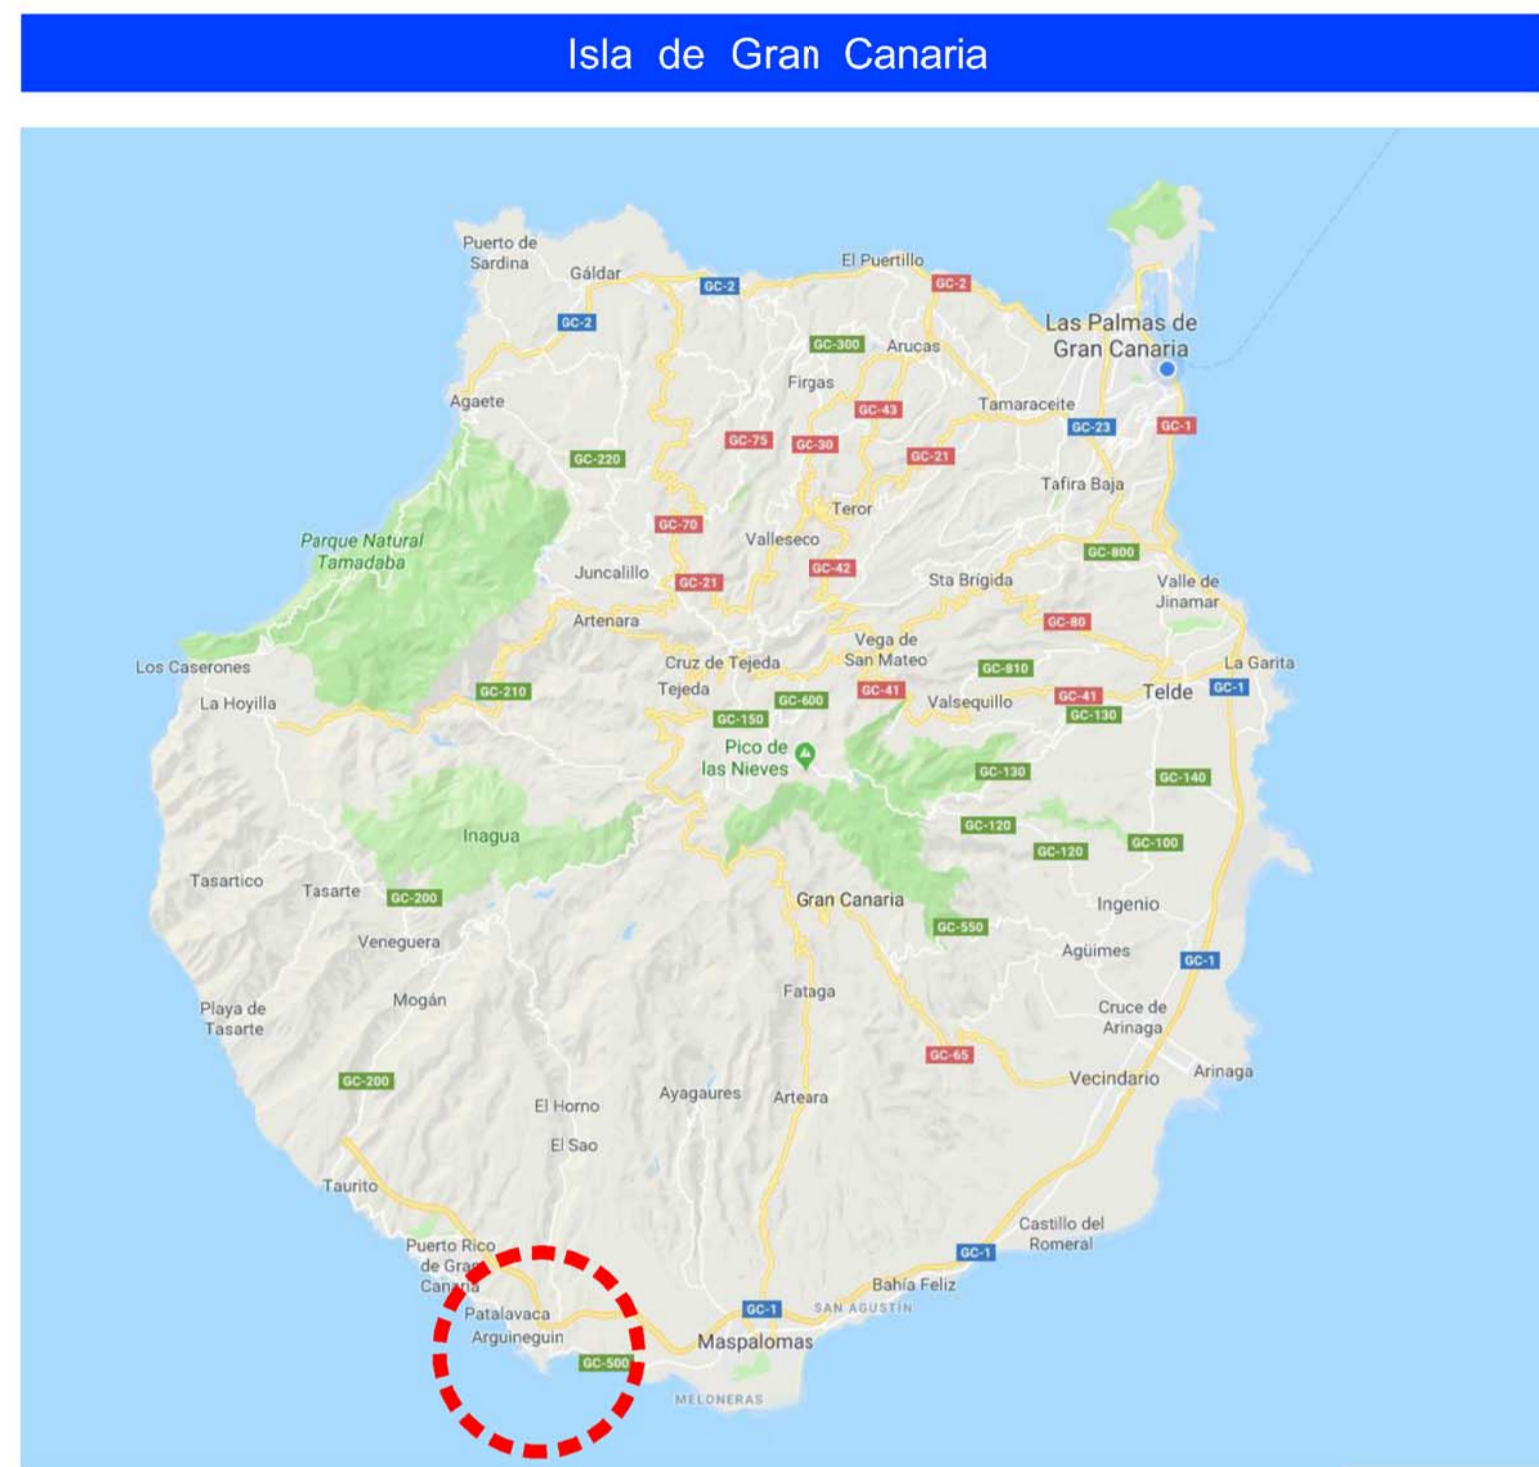 Isla de Gran Canaria
Puerto de
Sardina
Gáldar
El Puertillo
GC-2
GC-2
GC-2
Las Palmas de
Gran Canaria
GC-300
Arucas
Firgas
Agaete
Tamaraceite
GC-43
GC-23
GC-1
GC-75
GC-30
GC-21
GC-220
Tafira Baja
Teror
GC-70
Parque Natural
Tamadaba
Valleseco
GC-800
Juncalillo
GC-21
GC-42
Sta Brígida
Valle de
Jinamar
Artenara
GC-80
Vega de
San Mateo
Los Caserones
Cruz de Tejeda
GC-810
La Garita
Tejeda
GC-210
GC-600
GC-41
Valsequillo
GC-41
Telde
GC-1
La Hoyilla
GC-150
GC-130
Pico de
las Nieves
GC-130
GC-140
Inagua
GC-120
GC-120
GC-100
Tasartico
Tasarte
GC-200
Gran Canaria
Ingenio
GC-550
Veneguera
Agüimes
GC-1
Mogán
Fataga
Playa de
Tasarte
Cruce de
Arinaga
GC-65
GC-200
Vecindario
Arinaga
El Horno
Ayagaures
Arteara
El Sao
Taurito
Castillo del
Romeral
Puerto Rico
de Gran
Canaria
GC-1
Bahía Feliz
Patalavaca
GC-1
SAN AGUSTÍN
Arguineguin
Maspalomas
GC-500
MELONERAS